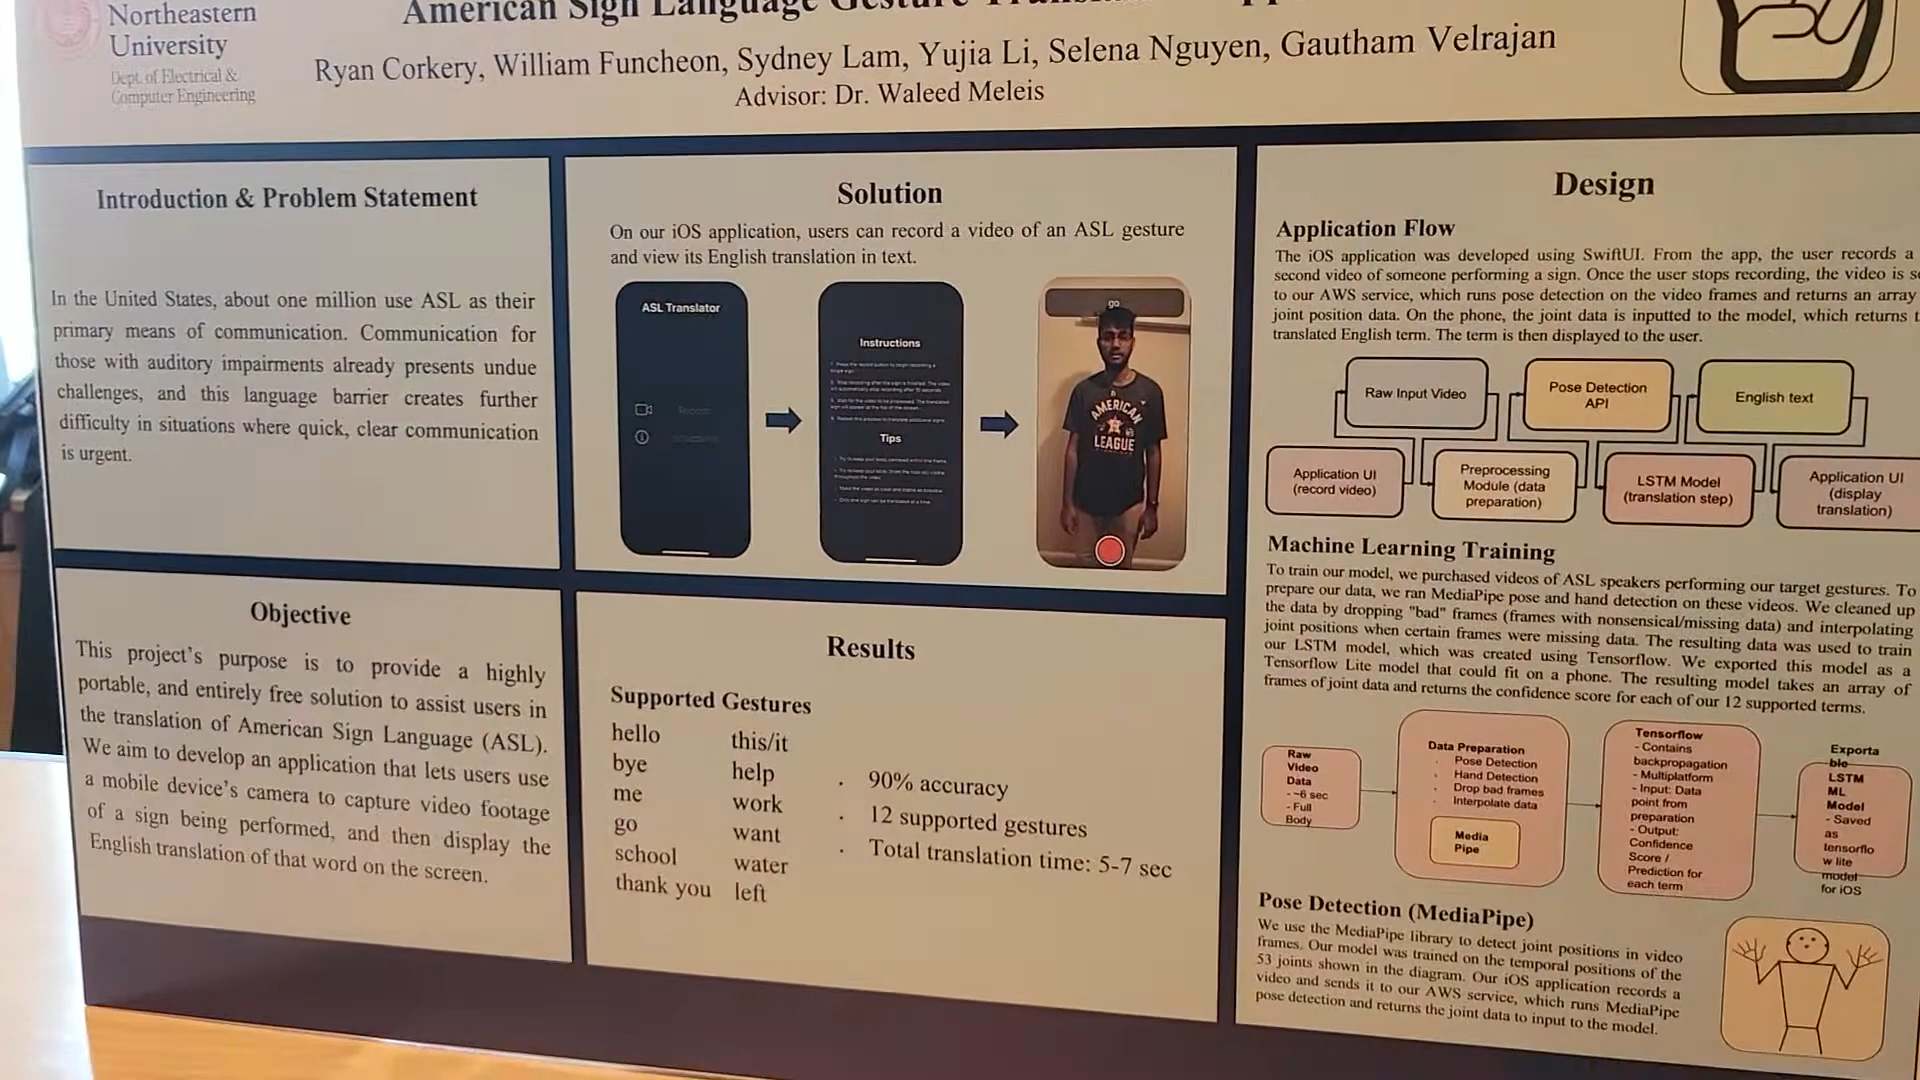 Northeastern
University
Dept. of Electrical &
Computer Engineering
American Sign Language Gesture
Ryan Corkery, William Funcheon, Sydney Lam, Yujia Li, Selena Nguyen, Gautham Velrajan
Advisor: Dr. Waleed Meleis
Introduction & Problem Statement
In the United States, about one million use ASL as their
primary means of communication. Communication for
those with auditory impairments already presents undue
challenges, and this language barrier creates further
difficulty in situations where quick, clear communication
is urgent.
Objective
This project's purpose is to provide a highly
portable, and entirely free solution to assist users in
the translation of American Sign Language (ASL).
We aim to develop an application that lets users use
a mobile device's camera to capture video footage
of a sign being performed, and then display the
English translation of that word on the screen.
Solution
On our iOS application, users can record a video of an ASL gesture
and view its English translation in text.
ASL Translator
Record
Instructions
Tips
go
AMERICAN
LEAGUE
Results
Supported Gestures
hello
bye
me
go
school
thank you
this/it
help
work
want
water
left
· 90% accuracy
· 12 supported gestures
· Total translation time: 5-7 sec
Design
Application Flow
The iOS application was developed using SwiftUI. From the app, the user records a
second video of someone performing a sign. Once the user stops recording, the video is
to our AWS service, which runs pose detection on the video frames and returns an array
joint position data. On the phone, the joint data is inputted to the model, which returns
translated English term. The term is then displayed to the user.
Raw Input Video
Pose Detection
API
English text
Application UI
(record video)
Preprocessing
Module (data
preparation)
LSTM Model
(translation step)
Application UI
(display
translation)
Machine Learning Training
To train our model, we purchased videos of ASL speakers performing our target gestures. To
prepare our data, we ran MediaPipe pose and hand detection on these videos. We cleaned up
the data by dropping "bad" frames (frames with nonsensical/missing data) and interpolating
joint positions when certain frames were missing data. The resulting data was used to train
our LSTM model, which was created using Tensorflow. We exported this model as a
Tensorflow Lite model that could fit on a phone. The resulting model takes an array of
frames of joint data and returns the confidence score for each of our 12 supported terms.
Raw
Video
Data
- ~6 sec
- Full
Body
Data Preparation
· Pose Detection
· Hand Detection
· Drop bad frames
· Interpolate data
Media
Pipe
Tensorflow
- Contains
backpropagation
- Multiplatform
- Input: Data
point from
preparation
- Output:
Confidence
Score /
Prediction for
each term
Exporta
ble
LSTM
ML
Model
- Saved
as
tensorflo
w lite
model
for iOS
Pose Detection (MediaPipe)
We use the MediaPipe library to detect joint positions in video
frames. Our model was trained on the temporal positions of the
53 joints shown in the diagram. Our iOS application records a
video and sends it to our AWS service, which runs MediaPipe
pose detection and returns the joint data to input to the model.